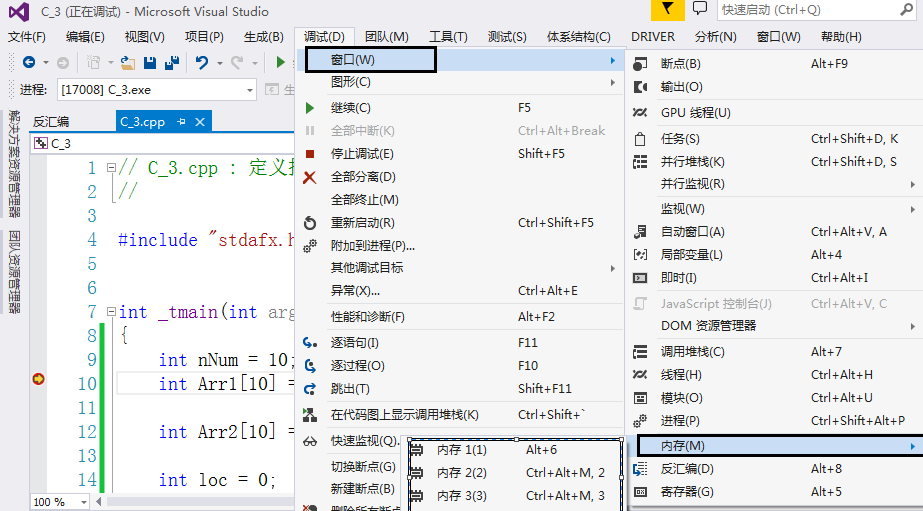 C_3 (正在调试) - Microsoft Visual Studio
快速启动 (Ctrl+Q)
文件(F) 编辑(E) 视图(V) 项目(P) 生成(B) 调试(D) 团队(M) 工具(T) 测试(S) 体系结构(C) DRIVER 分析(N) 窗口(W) 帮助(H)
进程: [17008] C_3.exe 生
解决方案资源管理器
团队资源管理器
反汇编 C_3.cpp
C_3
1 // C_3.cpp : 定义
2 //
3
4 #include "stdafx.h
5
6
7 int _tmain(int arg
8 {
9 int nNum = 10;
10 int Arr1[10] =
11
12 int Arr2[10] =
13
14 int loc = 0;
100 %
窗口(W)
图形(C)
继续(C) F5
全部中断(K) Ctrl+Alt+Break
停止调试(E) Shift+F5
全部分离(D)
全部终止(M)
重新启动(R) Ctrl+Shift+F5
附加到进程(P)...
其他调试目标
异常(X)... Ctrl+Alt+E
性能和诊断(F) Alt+F2
逐语句(I) F11
逐过程(O) F10
跳出(T) Shift+F11
在代码图上显示调用堆栈(K) Ctrl+Shift+`
快速监视(Q).
切换断点(G)
新建断点(B)
删除所有断点
断点(B) Alt+F9
输出(O)
GPU 线程(U)
任务(S) Ctrl+Shift+D, K
并行堆栈(K) Ctrl+Shift+D, S
并行监视(R)
监视(W)
自动窗口(A) Ctrl+Alt+V, A
局部变量(L) Alt+4
即时(I) Ctrl+Alt+I
JavaScript 控制台(J) Ctrl+Alt+V, C
DOM 资源管理器
调用堆栈(C) Alt+7
线程(H) Ctrl+Alt+H
模块(O) Ctrl+Alt+U
进程(P) Ctrl+Shift+Alt+P
内存(M)
反汇编(D) Alt+8
寄存器(G) Alt+5
内存 1(1) Alt+6
内存 2(2) Ctrl+Alt+M, 2
内存 3(3) Ctrl+Alt+M, 3